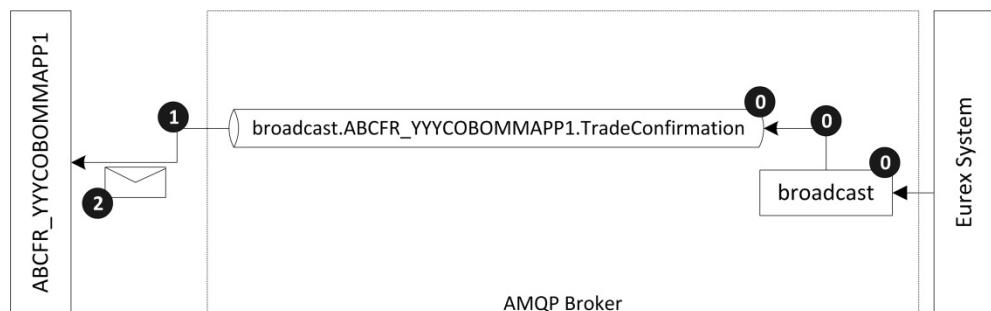 ABCFR_YYYCOBOMMAPP1
1
2
broadcast.ABCFR_YYYCOBOMMAPP1.TradeConfirmation
0
0
0
broadcast
Eurex System
AMQP Broker